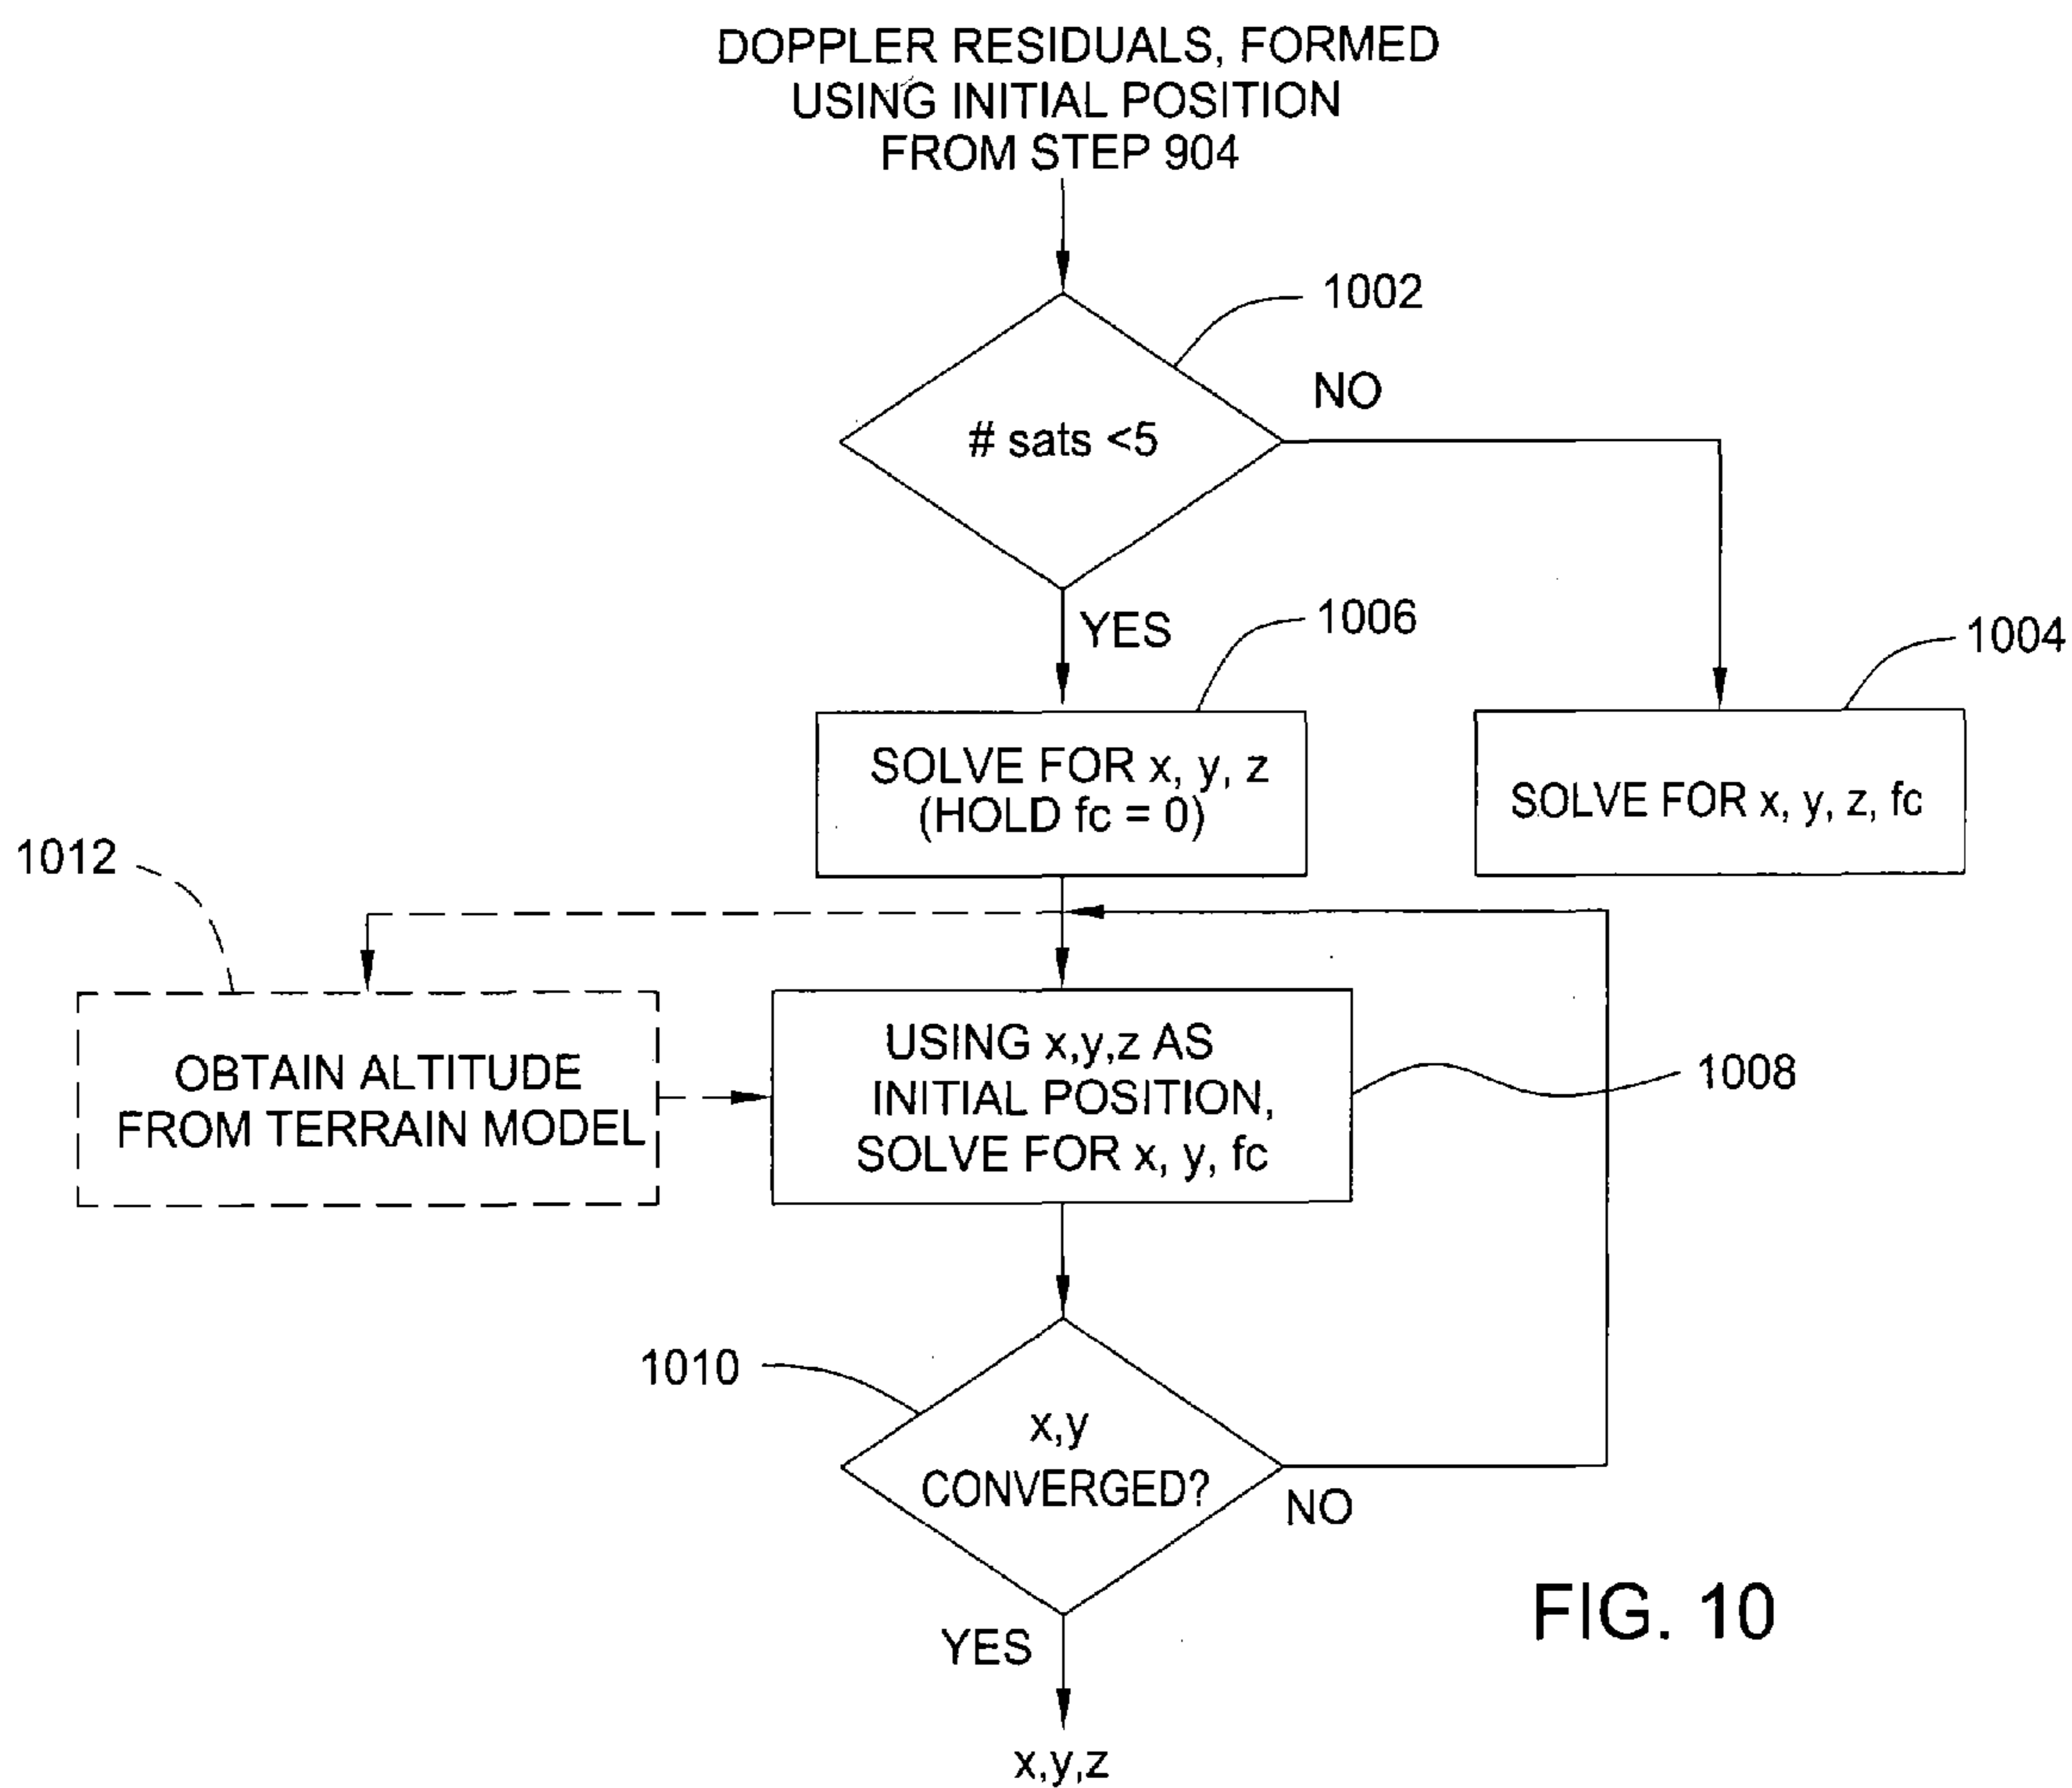 DOPPLER RESIDUALS, FORMED
USING INITIAL POSITION
FROM STEP 904
1002
# sats <5
NO
YES
1006
1004
SOLVE FOR x, y, z
(HOLD fc = 0)
SOLVE FOR x, y, z, fc
1012
OBTAIN ALTITUDE
FROM TERRAIN MODEL
USING x,y,z AS
INITIAL POSITION,
SOLVE FOR x, y, fc
1008
1010
x,y
CONVERGED?
NO
YES
x,y,z
FIG. 10